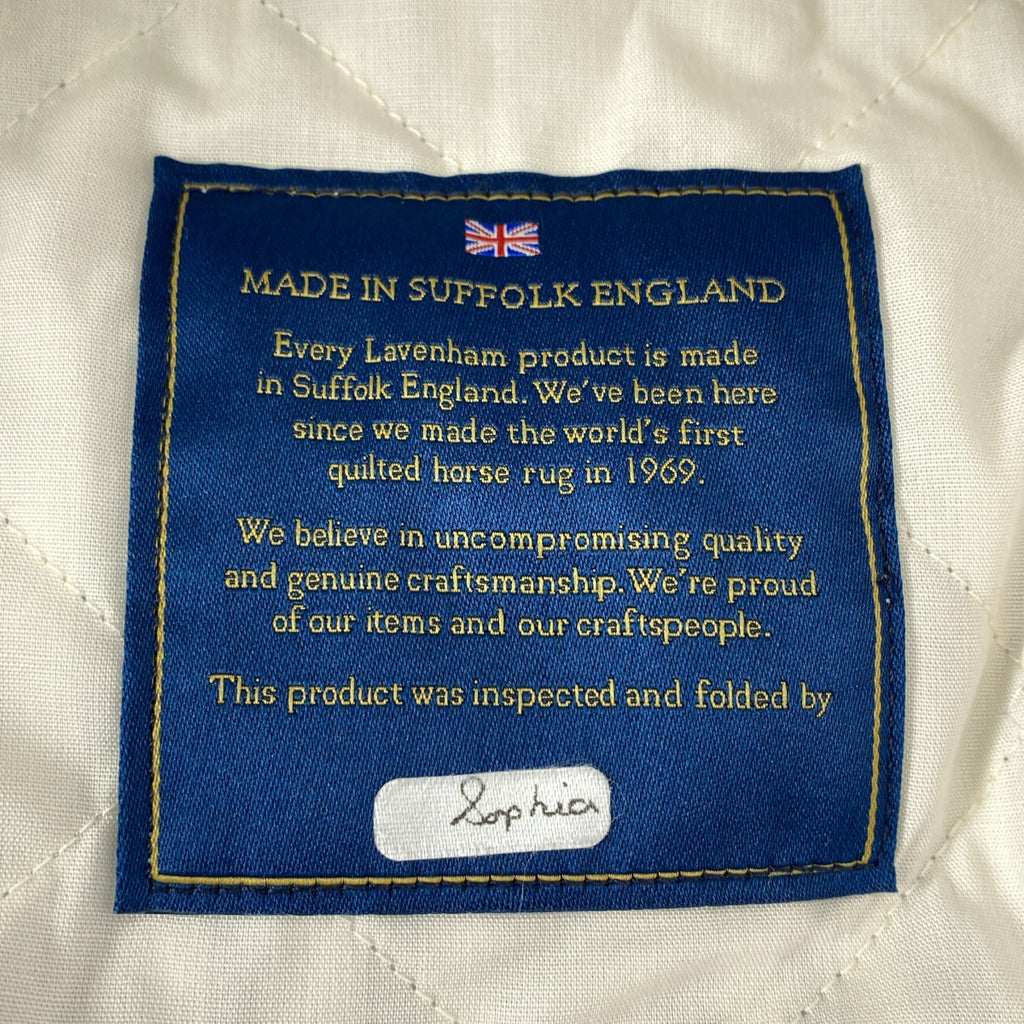 MADE IN SUFFOLK ENGLAND
Every Lavenham product is made
in Suffolk England. We've been here
since we made the world's first
quilted horse rug in 1969.
We believe in uncompromising quality
and genuine craftsmanship. We're proud
of our items and our craftspeople.
This product was inspected and folded by
Sophia